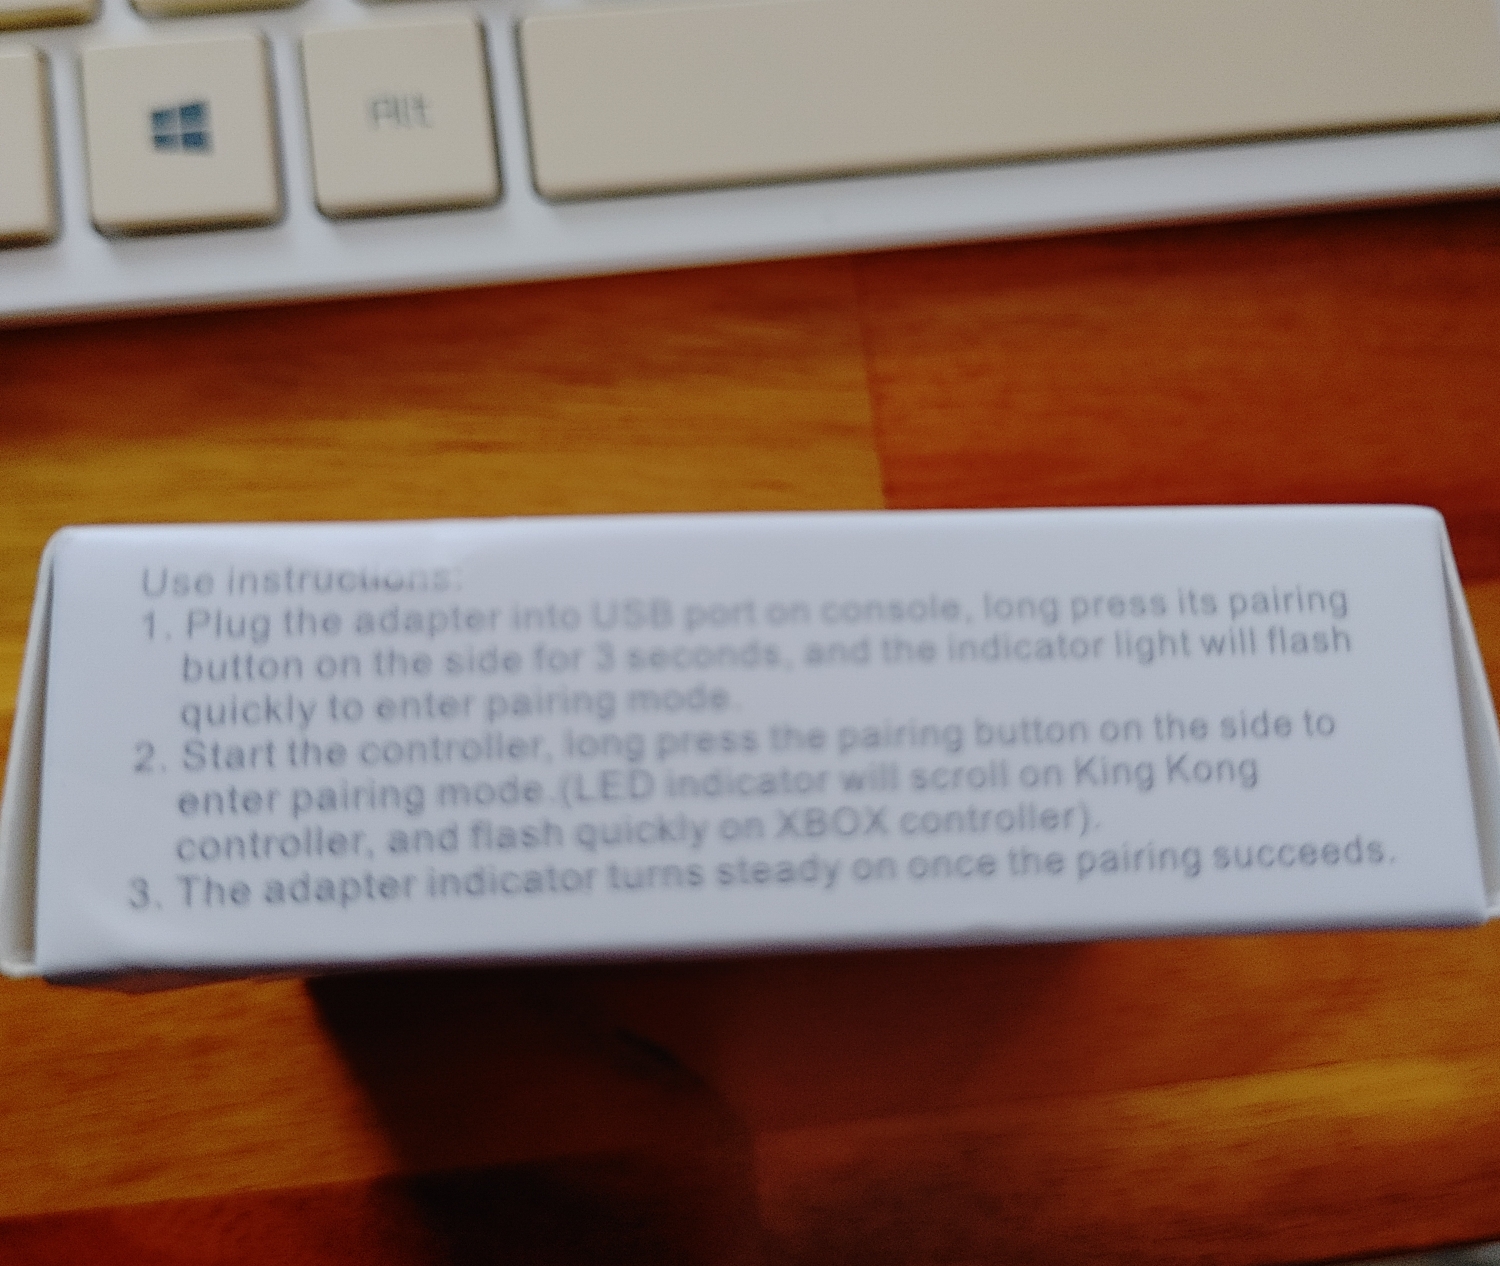 Alt
Use instructions:
1. Plug the adapter into USB port on console, long press its pairing
button on the side for 3 seconds, and the indicator light will flash
quickly to enter pairing mode.
2. Start the controller, long press the pairing button on the side to
enter pairing mode.(LED indicator will scroll on King Kong
controller, and flash quickly on XBOX controller).
3. The adapter indicator turns steady on once the pairing succeeds.